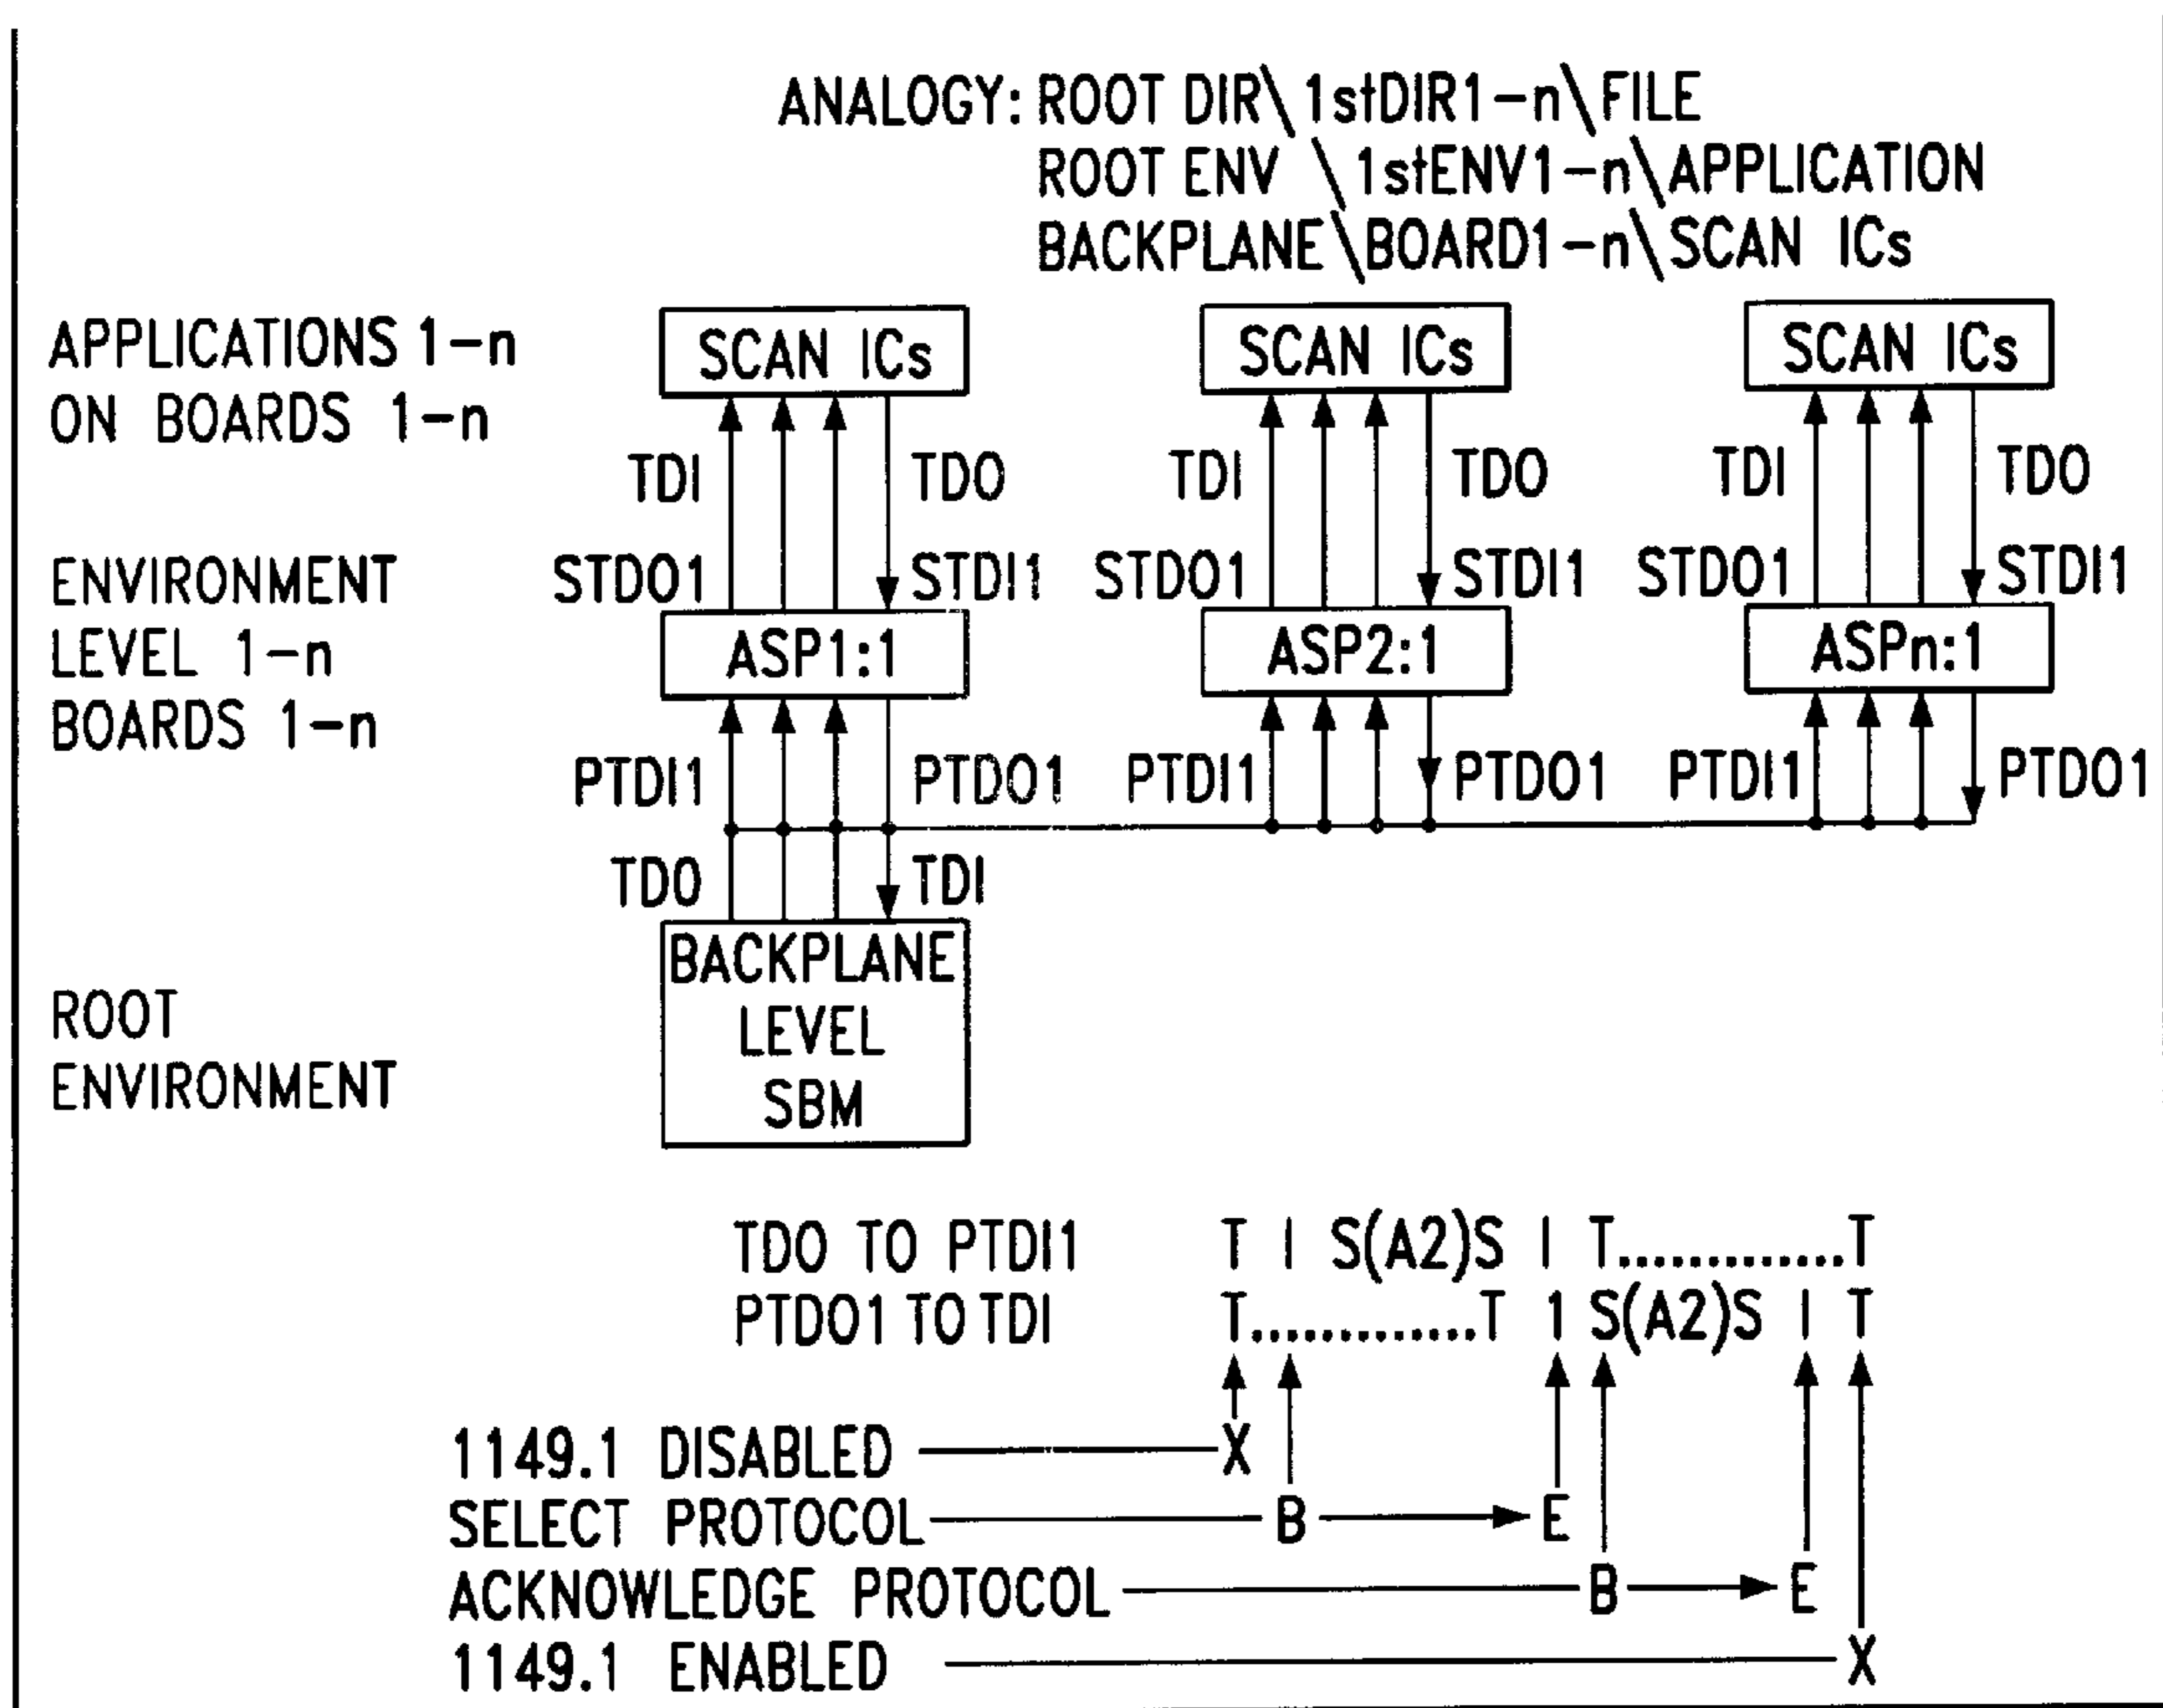 ANALOGY: ROOT DIR\1stDIR1-n\FILE
ROOT ENV \1stENV1-n\APPLICATION
BACKPLANE\BOARD1-n\SCAN ICs
APPLICATIONS 1-n
ON BOARDS 1-n
SCAN ICs SCAN ICs SCAN ICs
TDI TDO TDI TDO TDI TDO
STDO1 STDI1 STDO1 STDI1 STDO1 STDI1
ENVIRONMENT
LEVEL 1-n
BOARDS 1-n
ASP1:1 ASP2:1 ASPn:1
PTDI1 PTDO1 PTDI1 PTDO1 PTDI1 PTDO1
TDO TDI
ROOT
ENVIRONMENT
BACKPLANE
LEVEL
SBM
TDO TO PTDI1 T I S(A2)S I T.............T
PTDO1 TO TDI T.............T 1 S(A2)S I T
1149.1 DISABLED X
SELECT PROTOCOL B E
ACKNOWLEDGE PROTOCOL B E
1149.1 ENABLED X